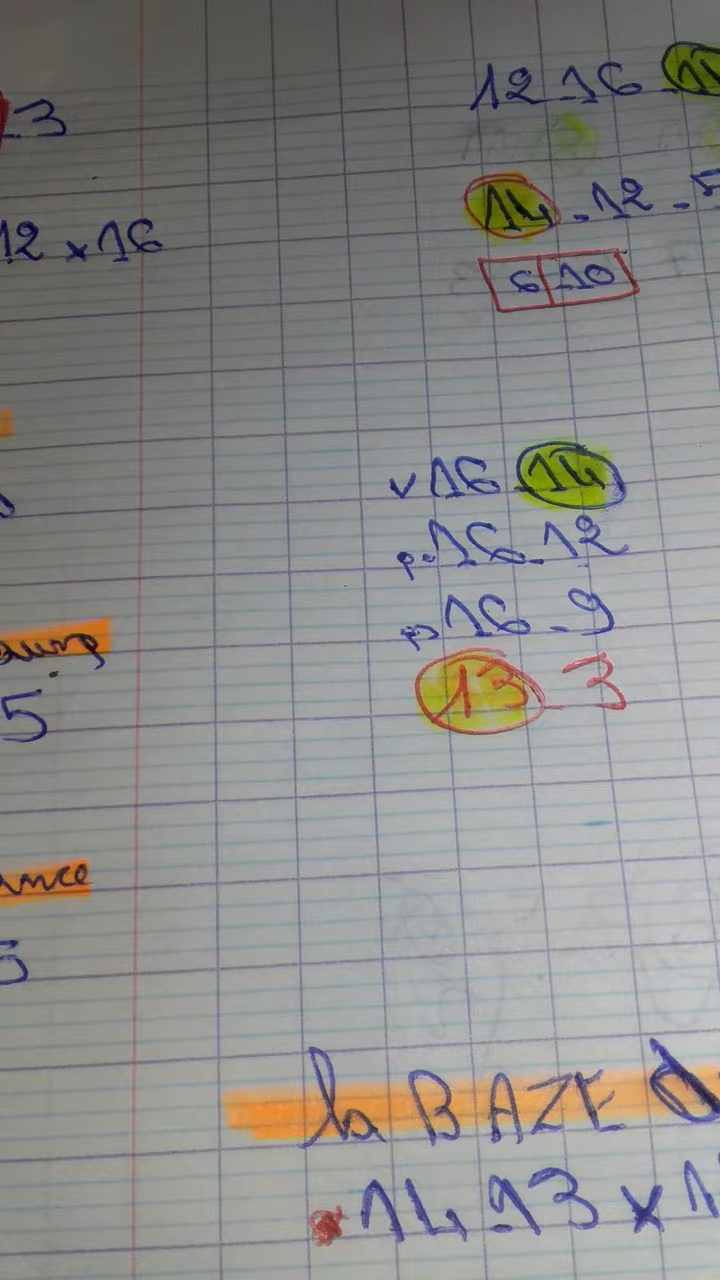 3
12 16
14 - 12 - 5
12 x 16
6 10
v 16 14
P- 16 - 12
16 - 9
13 - 3
5
ance
5
la BAZE
14 - 13 x 1